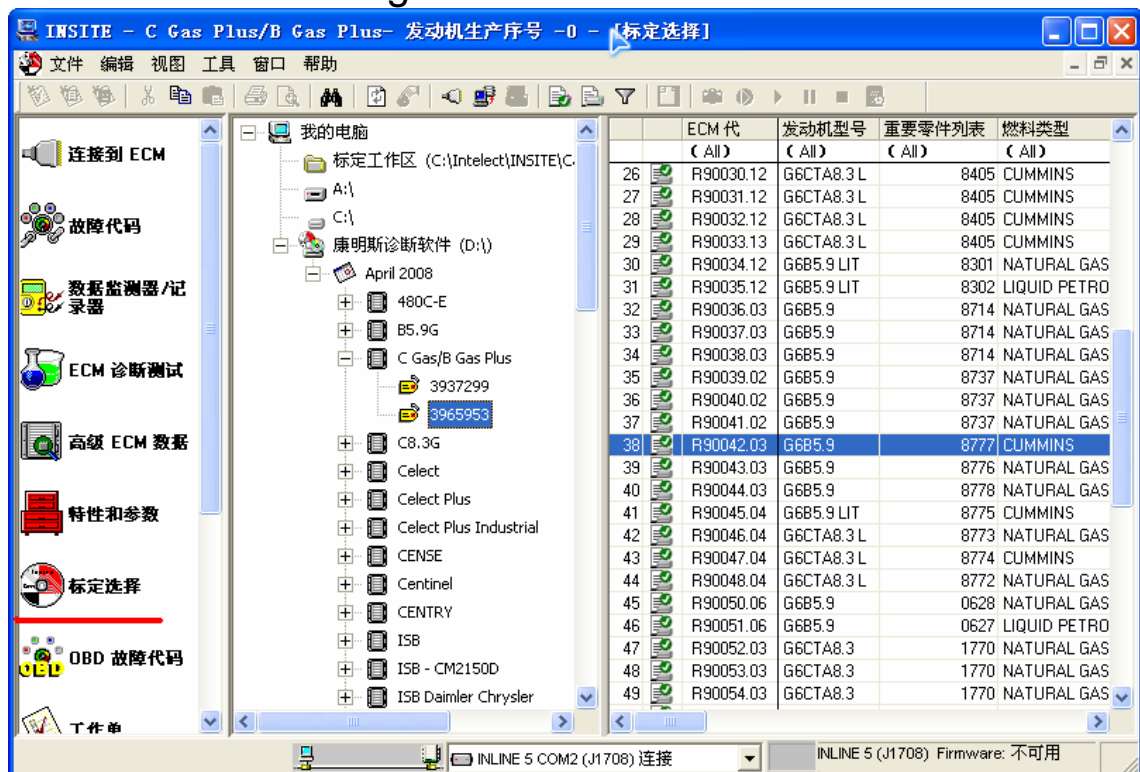 INSITE - C Gas Plus/B Gas Plus- 发动机生产序号 -0 - [标定选择]
文件 编辑 视图 工具 窗口 帮助
连接到 ECM
故障代码
数据监测器/记
录器
ECM 诊断测试
高级 ECM 数据
特性和参数
标定选择
OBD 故障代码
工作单
我的电脑
标定工作区 (C:\Intelect\INSITE\C.
A:\
C:\
康明斯诊断软件 (D:\)
April 2008
480C-E
B5.9G
C Gas/B Gas Plus
3937299
3965953
C8.3G
Celect
Celect Plus
Celect Plus Industrial
CENSE
Centinel
CENTRY
ISB
ISB - CM2150D
ISB Daimler Chrysler
ECM 代 发动机型号 重要零件列表 燃料类型
( All) ( All) ( All) ( All)
26 R90030.12 G6CTA8.3 L 8405 CUMMINS
27 R90031.12 G6CTA8.3 L 8405 CUMMINS
28 R90032.12 G6CTA8.3 L 8405 CUMMINS
29 R90033.13 G6CTA8.3 L 8405 CUMMINS
30 R90034.12 G6B5.9 LIT 8301 NATURAL GAS
31 R90035.12 G6B5.9 LIT 8302 LIQUID PETRO
32 R90036.03 G6B5.9 8714 NATURAL GAS
33 R90037.03 G6B5.9 8714 NATURAL GAS
34 R90038.03 G6B5.9 8714 NATURAL GAS
35 R90039.02 G6B5.9 8737 NATURAL GAS
36 R90040.02 G6B5.9 8737 NATURAL GAS
37 R90041.02 G6B5.9 8737 NATURAL GAS
38 R90042.03 G6B5.9 8777 CUMMINS
39 R90043.03 G6B5.9 8776 NATURAL GAS
40 R90044.03 G6B5.9 8778 NATURAL GAS
41 R90045.04 G6B5.9 LIT 8775 CUMMINS
42 R90046.04 G6CTA8.3 L 8773 NATURAL GAS
43 R90047.04 G6CTA8.3 L 8774 CUMMINS
44 R90048.04 G6CTA8.3 L 8772 NATURAL GAS
45 R90050.06 G6B5.9 0628 NATURAL GAS
46 R90051.06 G6B5.9 0627 LIQUID PETRO
47 R90052.03 G6CTA8.3 1770 NATURAL GAS
48 R90053.03 G6CTA8.3 1770 NATURAL GAS
49 R90054.03 G6CTA8.3 1770 NATURAL GAS
INLINE 5 COM2 (J1708) 连接
INLINE 5 (J1708) Firmware: 不可用